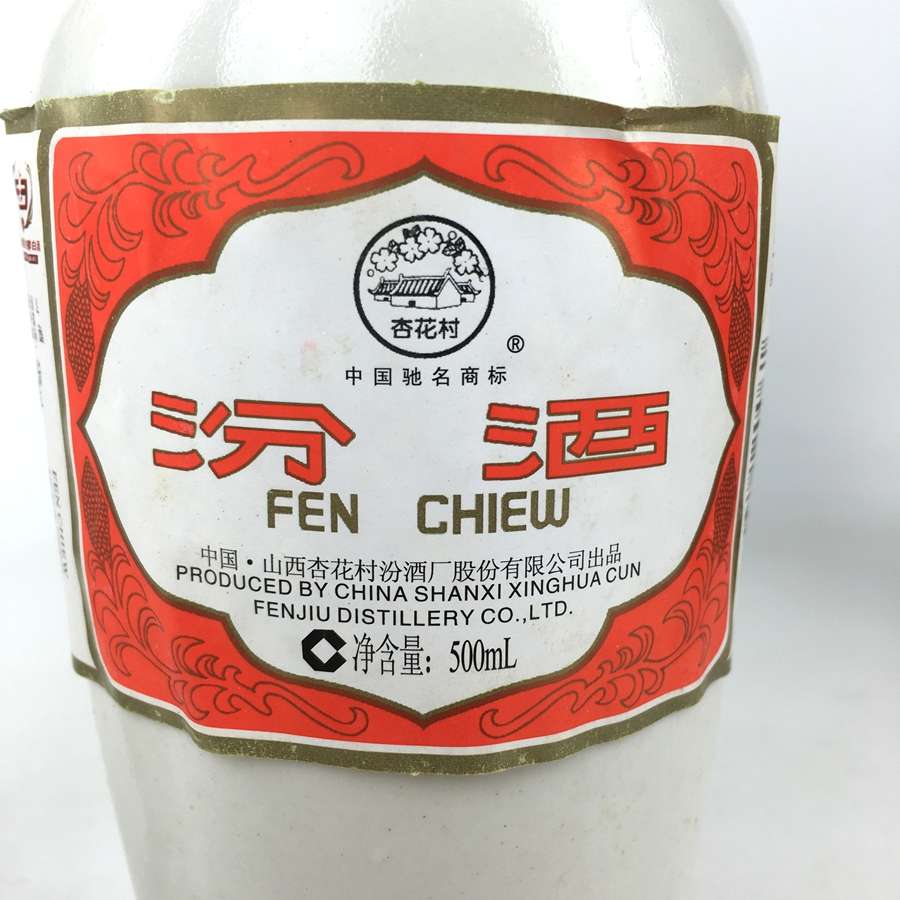 杏花村
®
中国驰名商标
汾 酒
FEN CHIEW
中国·山西杏花村汾酒厂股份有限公司出品
PRODUCED BY CHINA SHANXI XINGHUA CUN
FENJIU DISTILLERY CO.,LTD.
净含量：500mL
FEN CHIEW